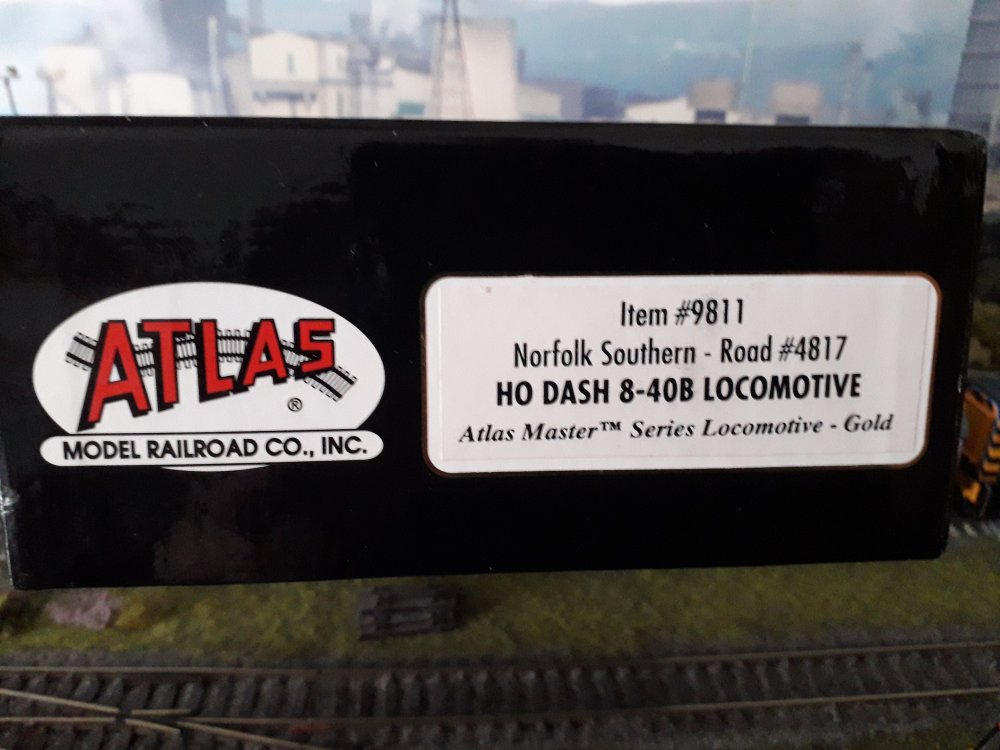 ATLAS
®
MODEL RAILROAD CO., INC.
Item #9811
Norfolk Southern - Road #4817
HO DASH 8-40B LOCOMOTIVE
Atlas Master™ Series Locomotive - Gold